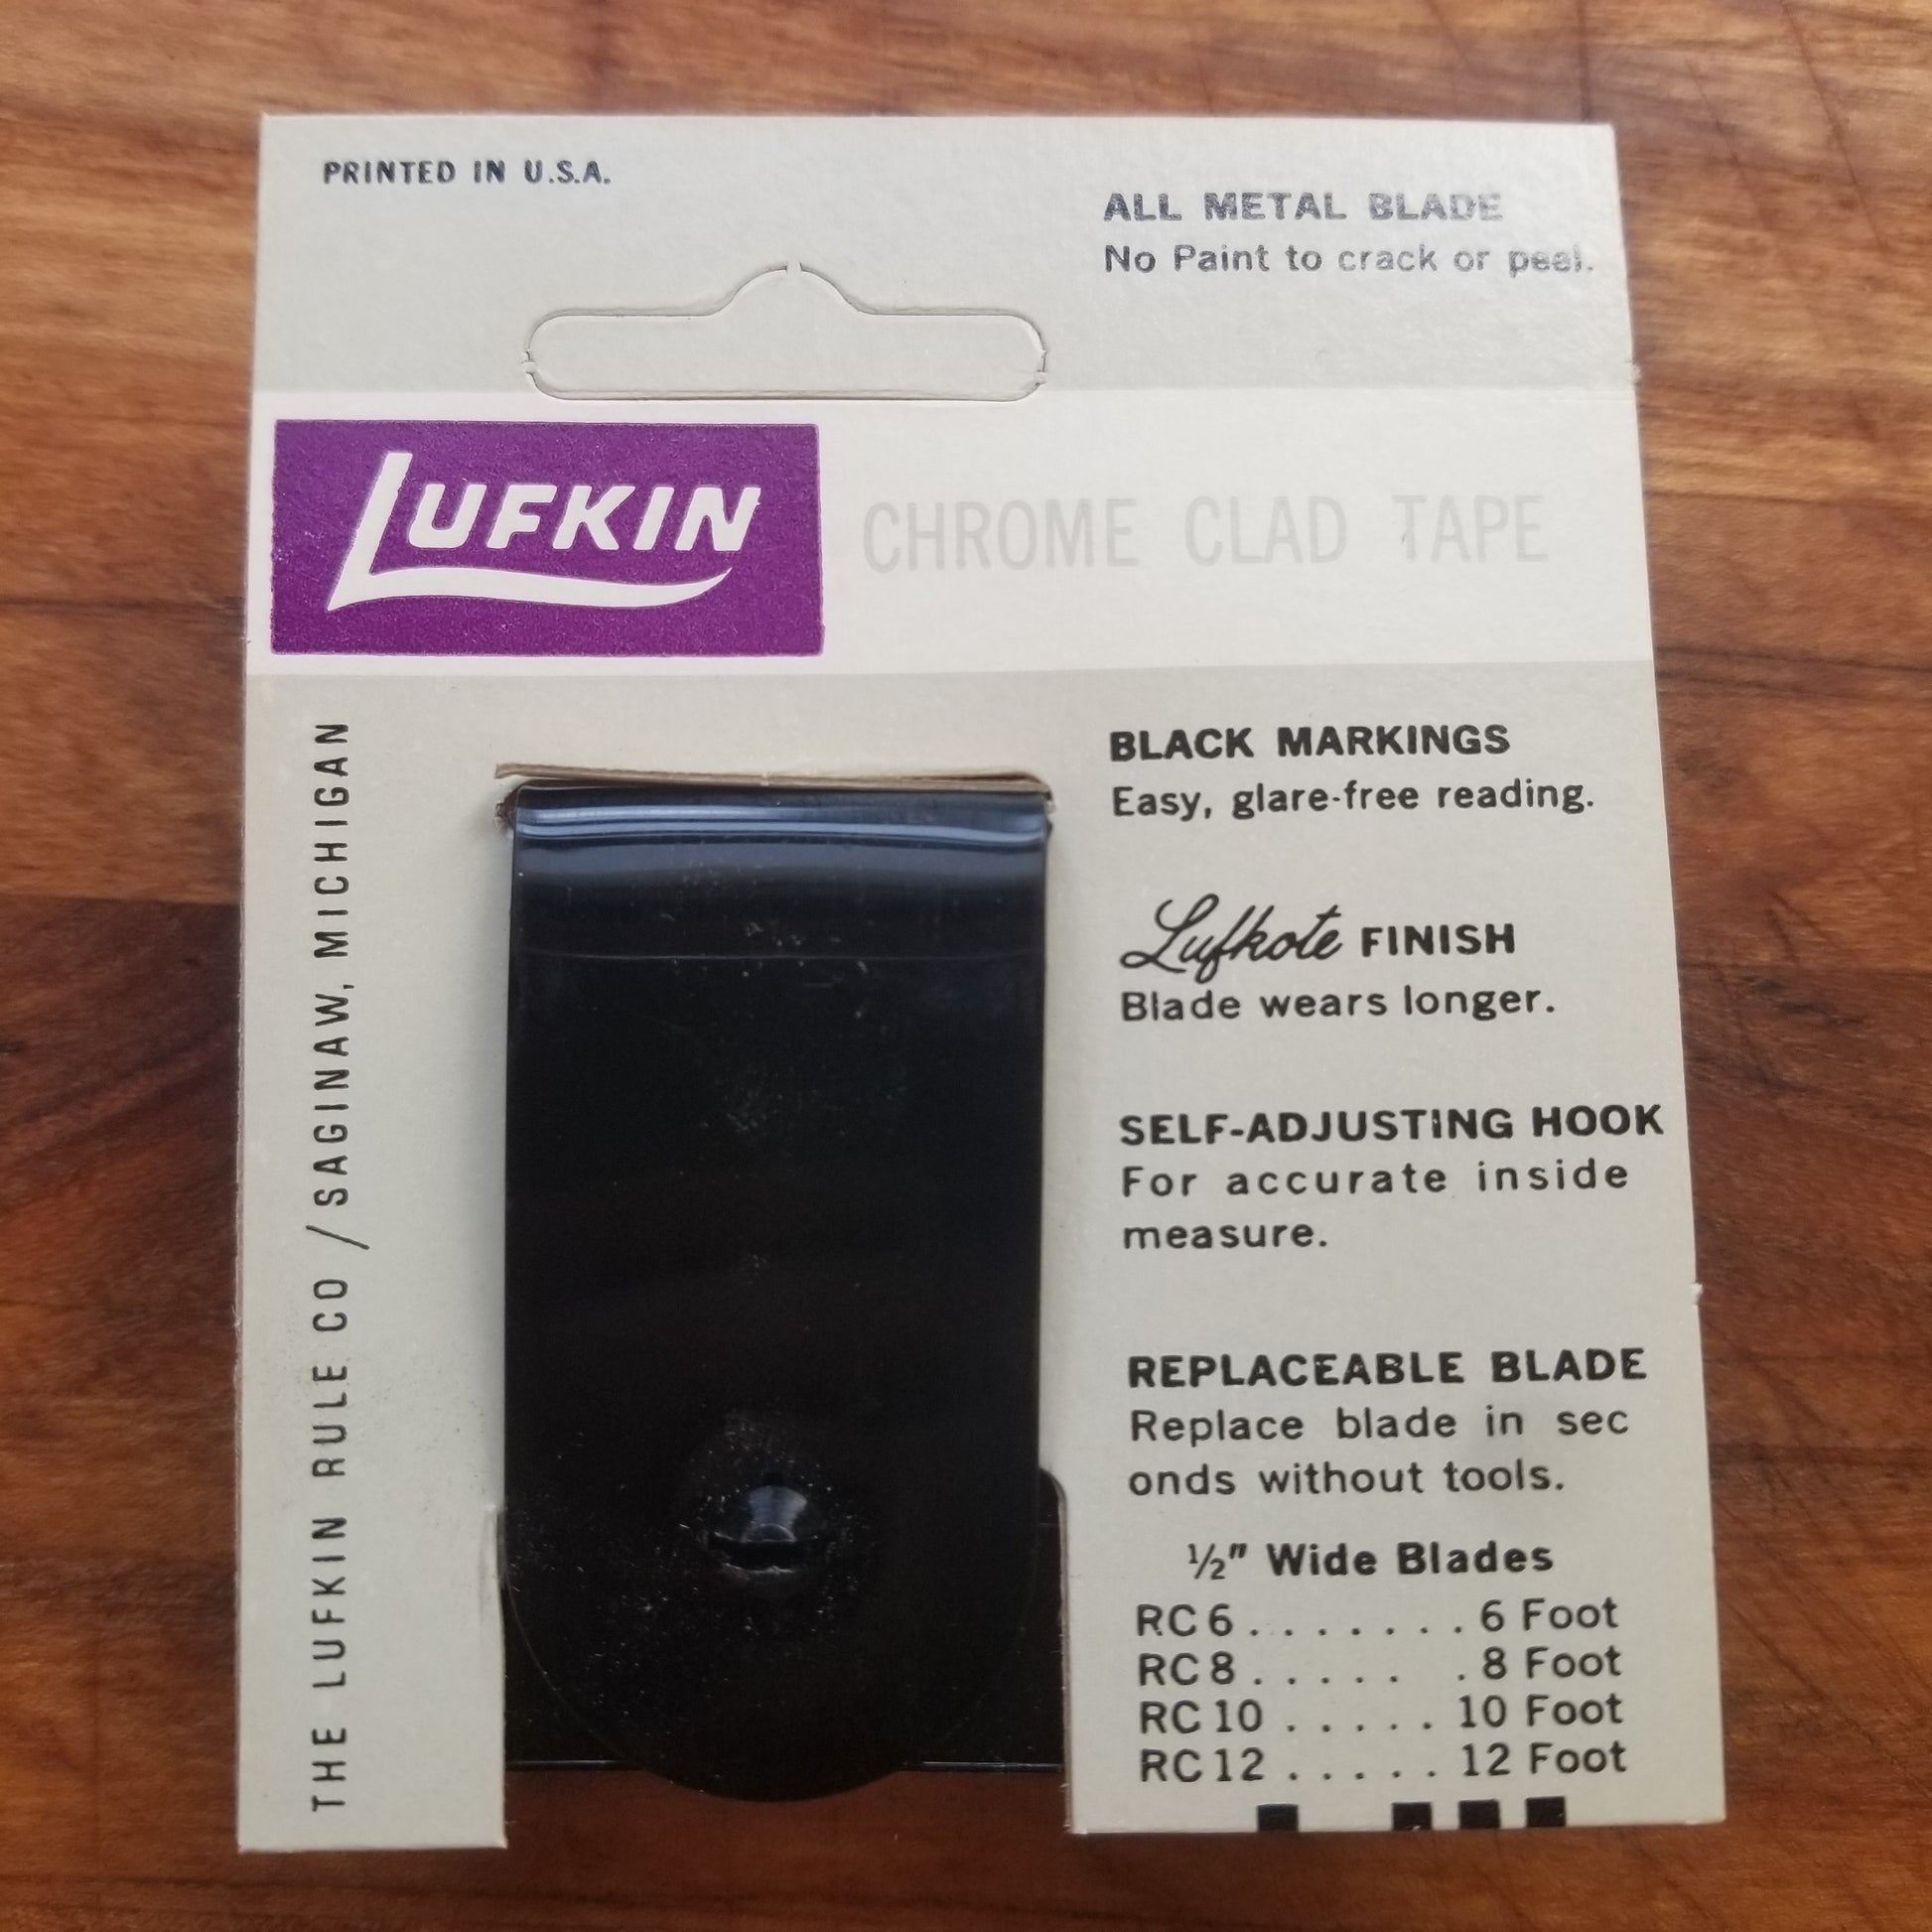 PRINTED IN U.S.A.
ALL METAL BLADE
No Paint to crack or peel.
LUFKIN
CHROME CLAD TAPE
THE LUFKIN RULE CO / SAGINAW, MICHIGAN
BLACK MARKINGS
Easy, glare-free reading.
Lufkote FINISH
Blade wears longer.
SELF-ADJUSTING HOOK
For accurate inside
measure.
REPLACEABLE BLADE
Replace blade in sec
onds without tools.
½" Wide Blades
RC 6 . . . . . . . 6 Foot
RC 8 . . . . . . 8 Foot
RC 10 . . . . . 10 Foot
RC 12 . . . . . 12 Foot